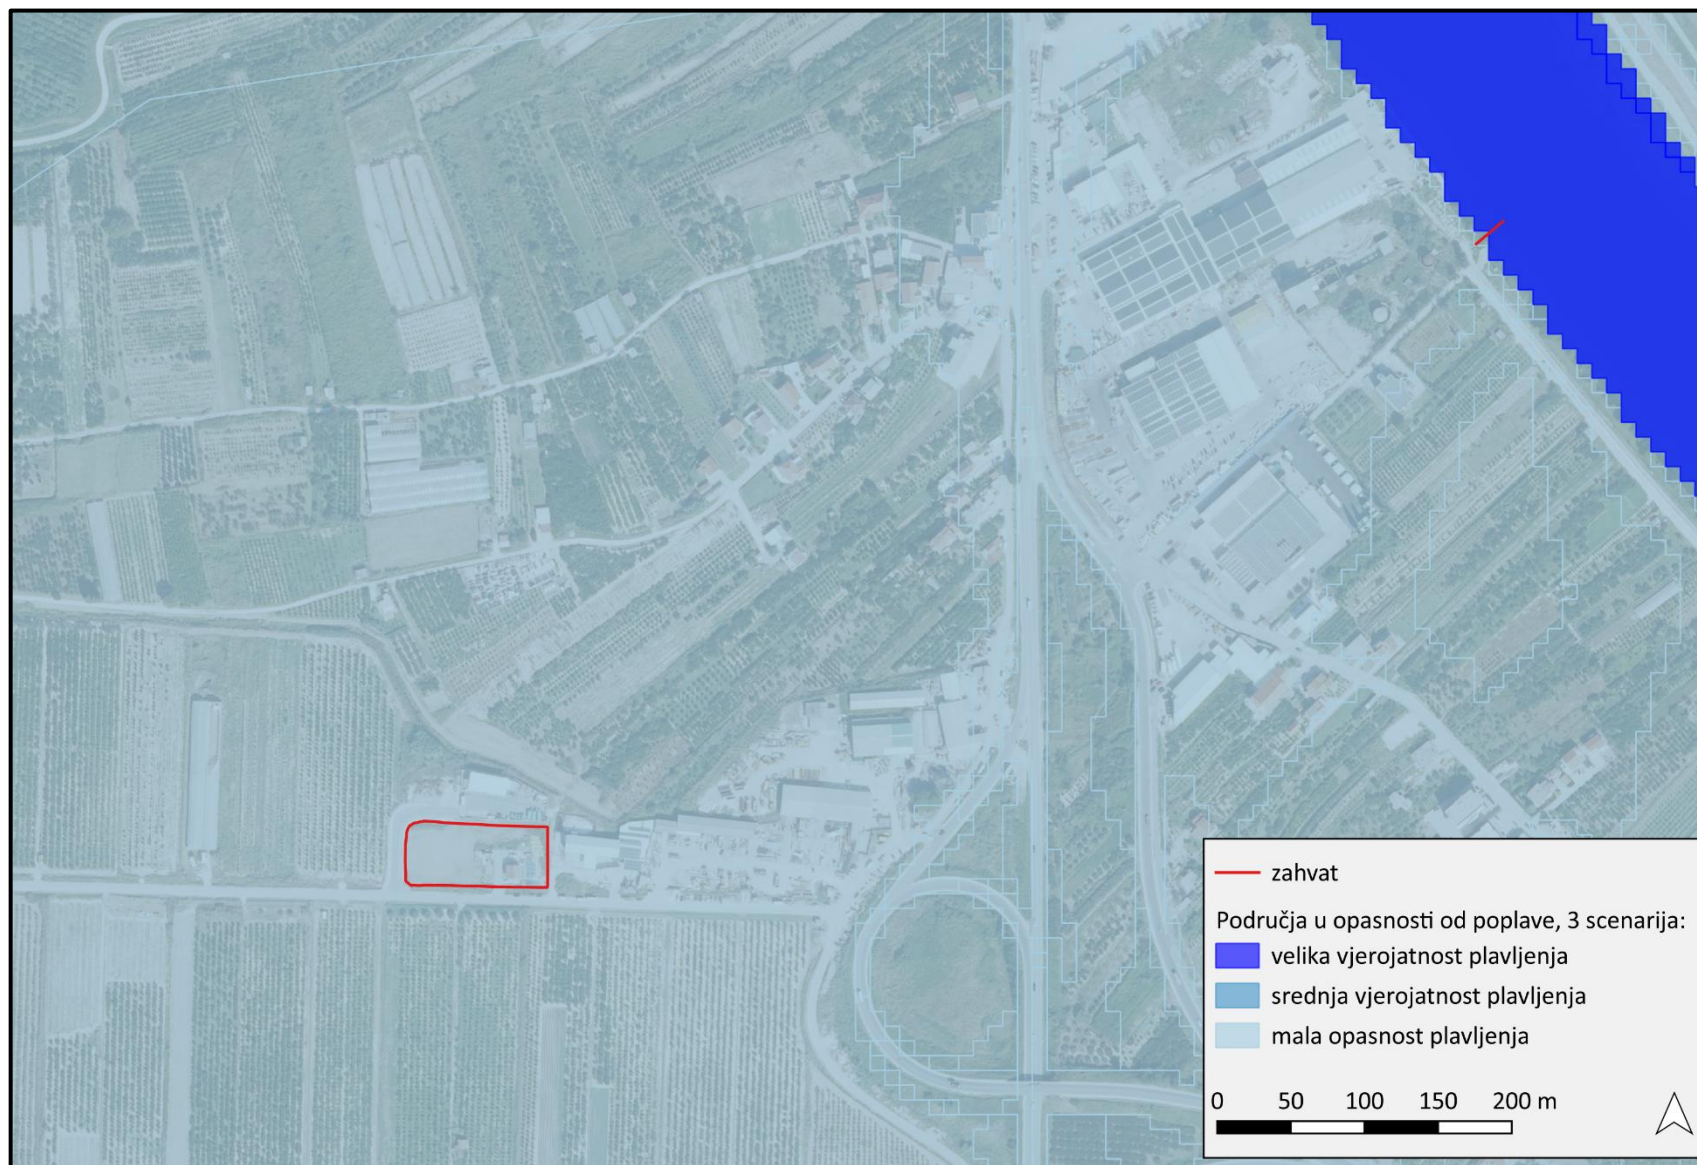 zahvat
Područja u opasnosti od poplave, 3 scenarija:
velika vjerojatnost plavljenja
srednja vjerojatnost plavljenja
mala opasnost plavljenja
0 50 100 150 200 m